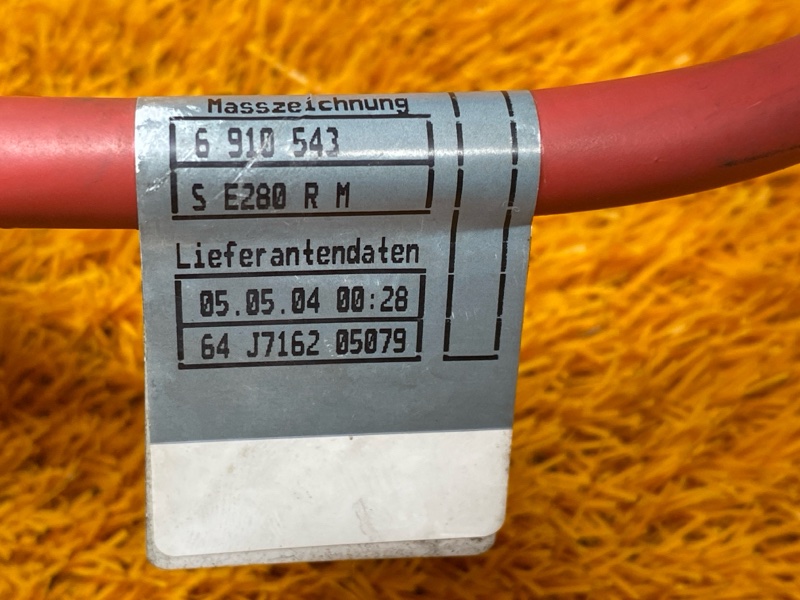 Masszeichnung
6 910 543
S E280 R M
Lieferantendaten
05.05.04 00:28
64 J7162 05079